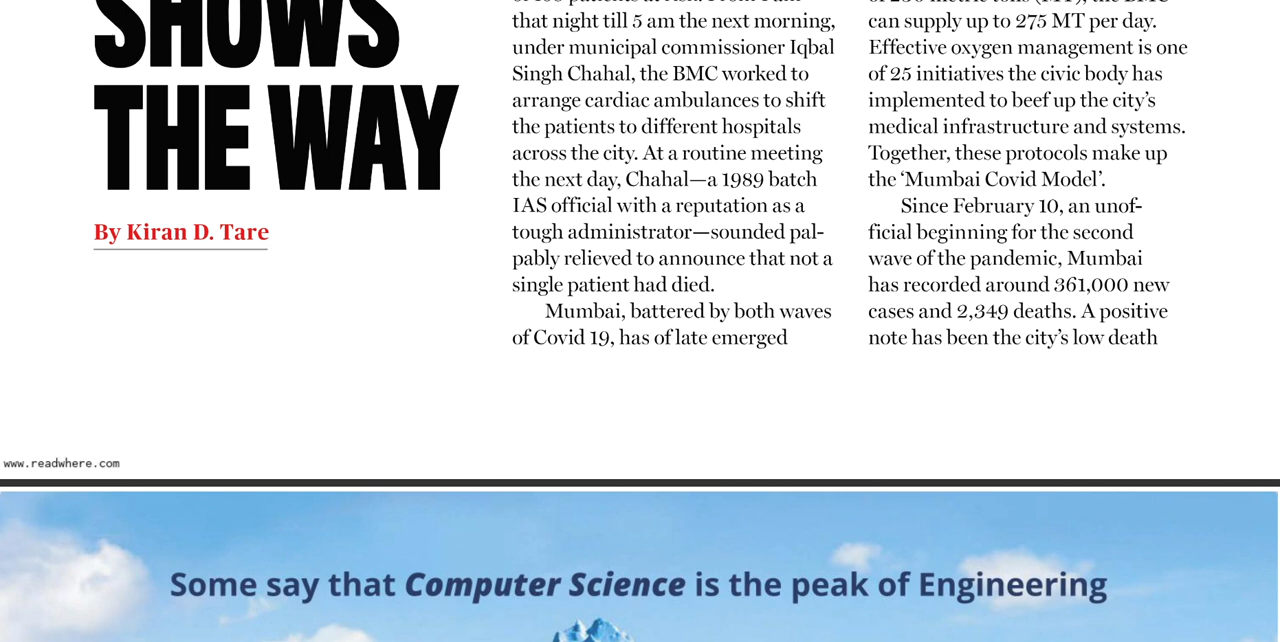 SHOWS
THE WAY
By Kiran D. Tare
that night till 5 am the next morning,
under municipal commissioner Iqbal
Singh Chahal, the BMC worked to
arrange cardiac ambulances to shift
the patients to different hospitals
across the city. At a routine meeting
the next day, Chahal—a 1989 batch
IAS official with a reputation as a
tough administrator—sounded pal-
pably relieved to announce that not a
single patient had died.
Mumbai, battered by both waves
of Covid 19, has of late emerged
can supply up to 275 MT per day.
Effective oxygen management is one
of 25 initiatives the civic body has
implemented to beef up the city’s
medical infrastructure and systems.
Together, these protocols make up
the ‘Mumbai Covid Model’.
Since February 10, an unof-
ficial beginning for the second
wave of the pandemic, Mumbai
has recorded around 361,000 new
cases and 2,349 deaths. A positive
note has been the city’s low death
www.readwhere.com
Some say that Computer Science is the peak of Engineering